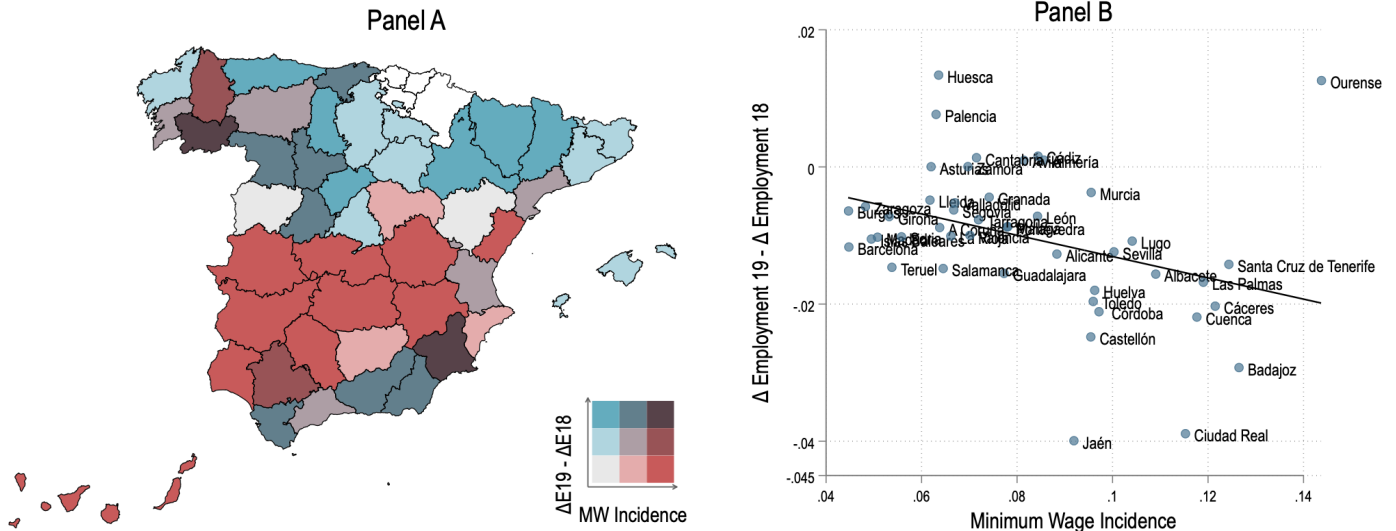 Panel A
ΔE19 - ΔE18
MW Incidence
Panel B
Δ Employment 19 - Δ Employment 18
.02
0
-.02
-.04
-.045
Huesca
Ourense
Palencia
Cantabria
Cádiz
Almería
Asturias
Zamora
Murcia
Lleida
Granada
Valladolid
Zaragoza
Burgos
Segovia
Girona
León
Tarragona
A Coruña
Lugo
Barcelona
Alicante
Sevilla
Teruel
Salamanca
Guadalajara
Santa Cruz de Tenerife
Albacete
Las Palmas
Huelva
Toledo
Córdoba
Cáceres
Cuenca
Castellón
Badajoz
Jaén
Ciudad Real
.04
.06
.08
.1
.12
.14
Minimum Wage Incidence